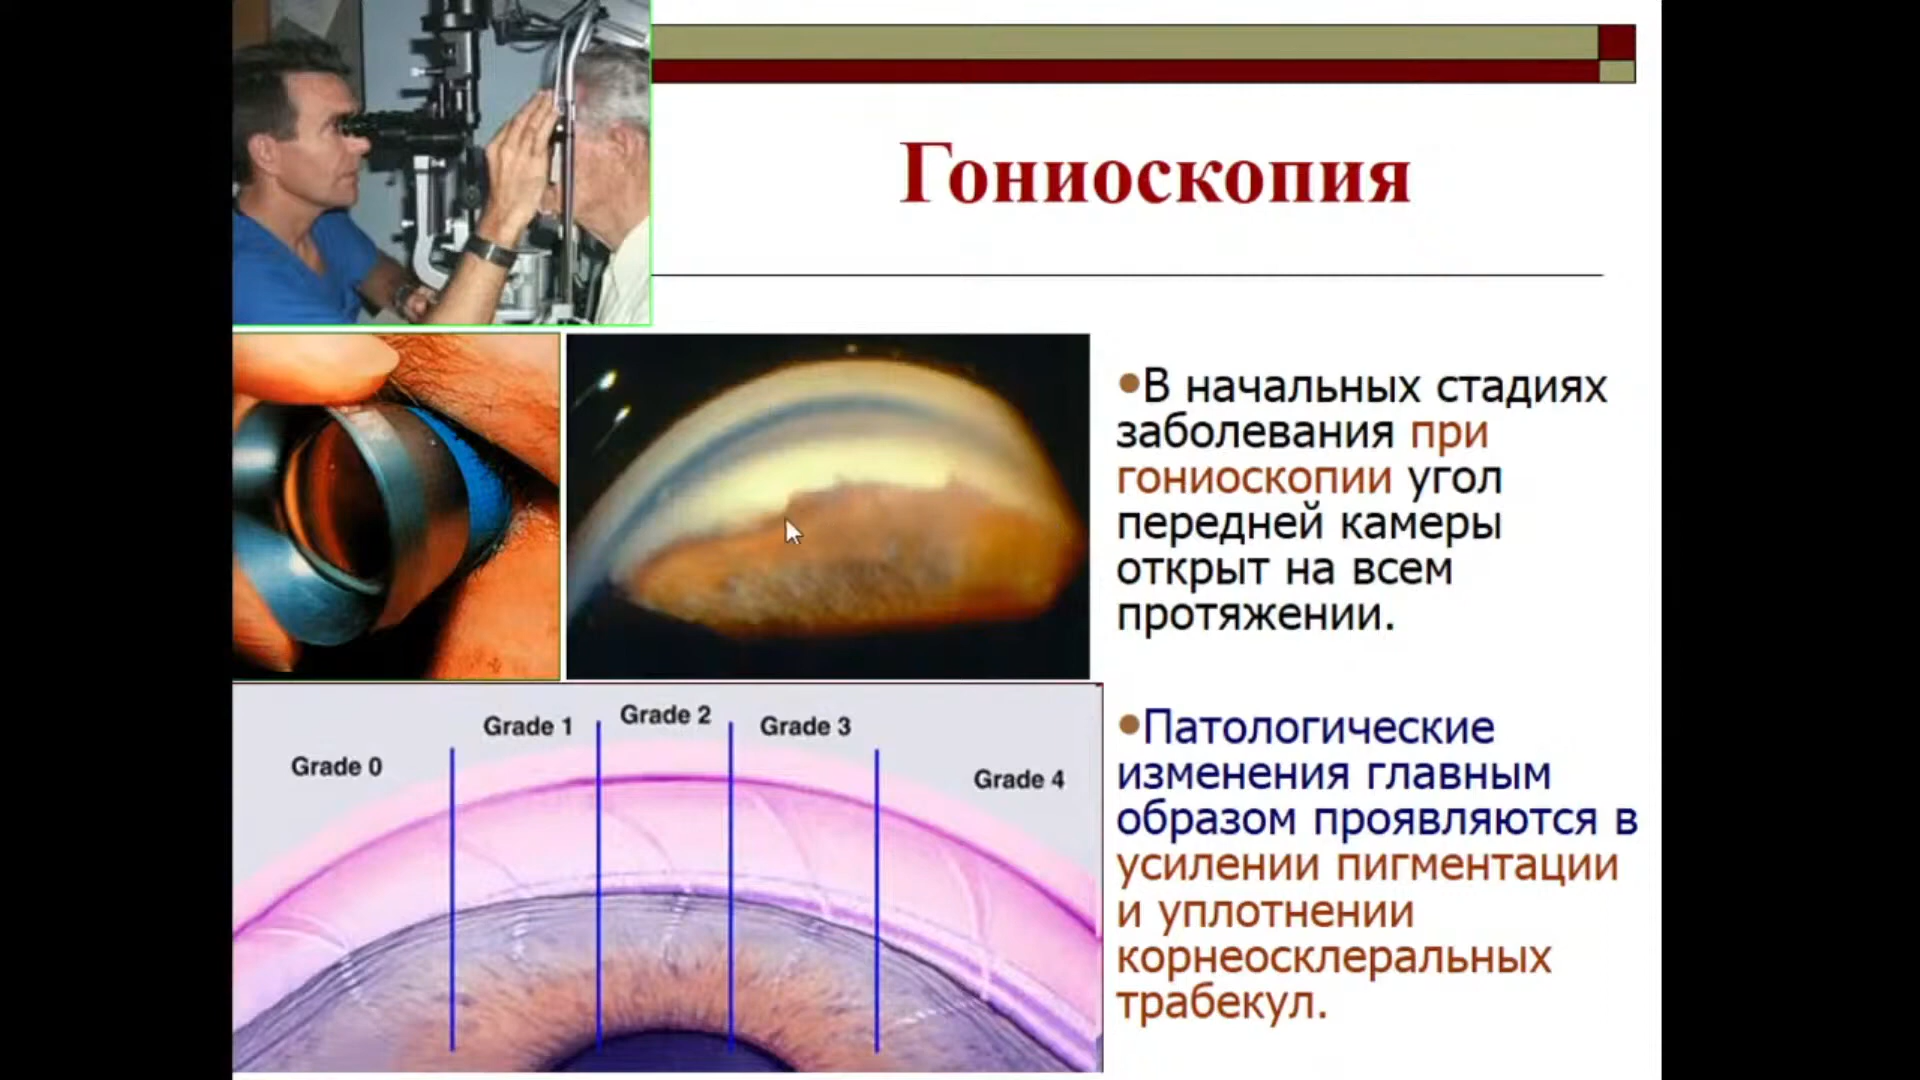 Гониоскопия
•В начальных стадиях
заболевания при
гониоскопии угол
передней камеры
открыт на всем
протяжении.
•Патологические
изменения главным
образом проявляются в
усилении пигментации
и уплотнении
корнеосклеральных
трабекул.
Grade 0
Grade 1
Grade 2
Grade 3
Grade 4